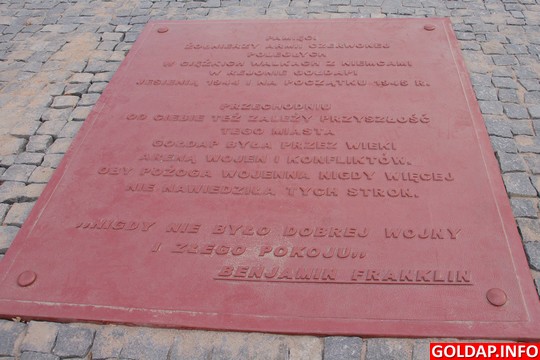 PAMIĘCI
ŻOŁNIERZY ARMII CZERWONEJ
POLEGŁYCH
W CIĘŻKICH WALKACH Z NIEMCAMI
W REJONIE GOŁDAPI
JESIENIĄ 1944 I NA POCZĄTKU 1945 R.
PRZECHODNIU
OD CIEBIE TEŻ ZALEŻY PRZYSZŁOŚĆ
TEGO MIASTA
GOŁDAP BYŁA PRZEZ WIEKI
ARENĄ WOJEN I KONFLIKTÓW.
OBY POŻOGA WOJENNA NIGDY WIĘCEJ
NIE NAWIEDZIŁA TYCH STRON.
,,NIGDY NIE BYŁO DOBREJ WOJNY
I ZŁEGO POKOJU,,
BENJAMIN FRANKLIN
GOLDAP.INFO